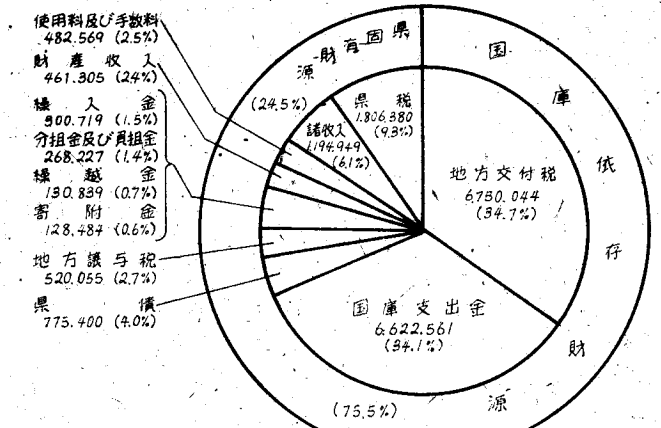 使用料及び手数料
482.569 (2.5%)
財産収入
461.305 (24%)
繰入金
300.719 (1.5%)
分担金及び負担金
268.227 (1.4%)
繰越金
130.839 (0.7%)
寄附金
128.484 (0.6%)
地方譲与税
520.055 (2.7%)
県債
775.400 (4.0%)
県固有財源
(24.5%)
県税
1.806.380
(9.3%)
諸収入
1.194.949
(6.1%)
国庫依存財源
(75.5%)
地方交付税
6.750.044
(34.7%)
国庫支出金
6.622.561
(34.1%)